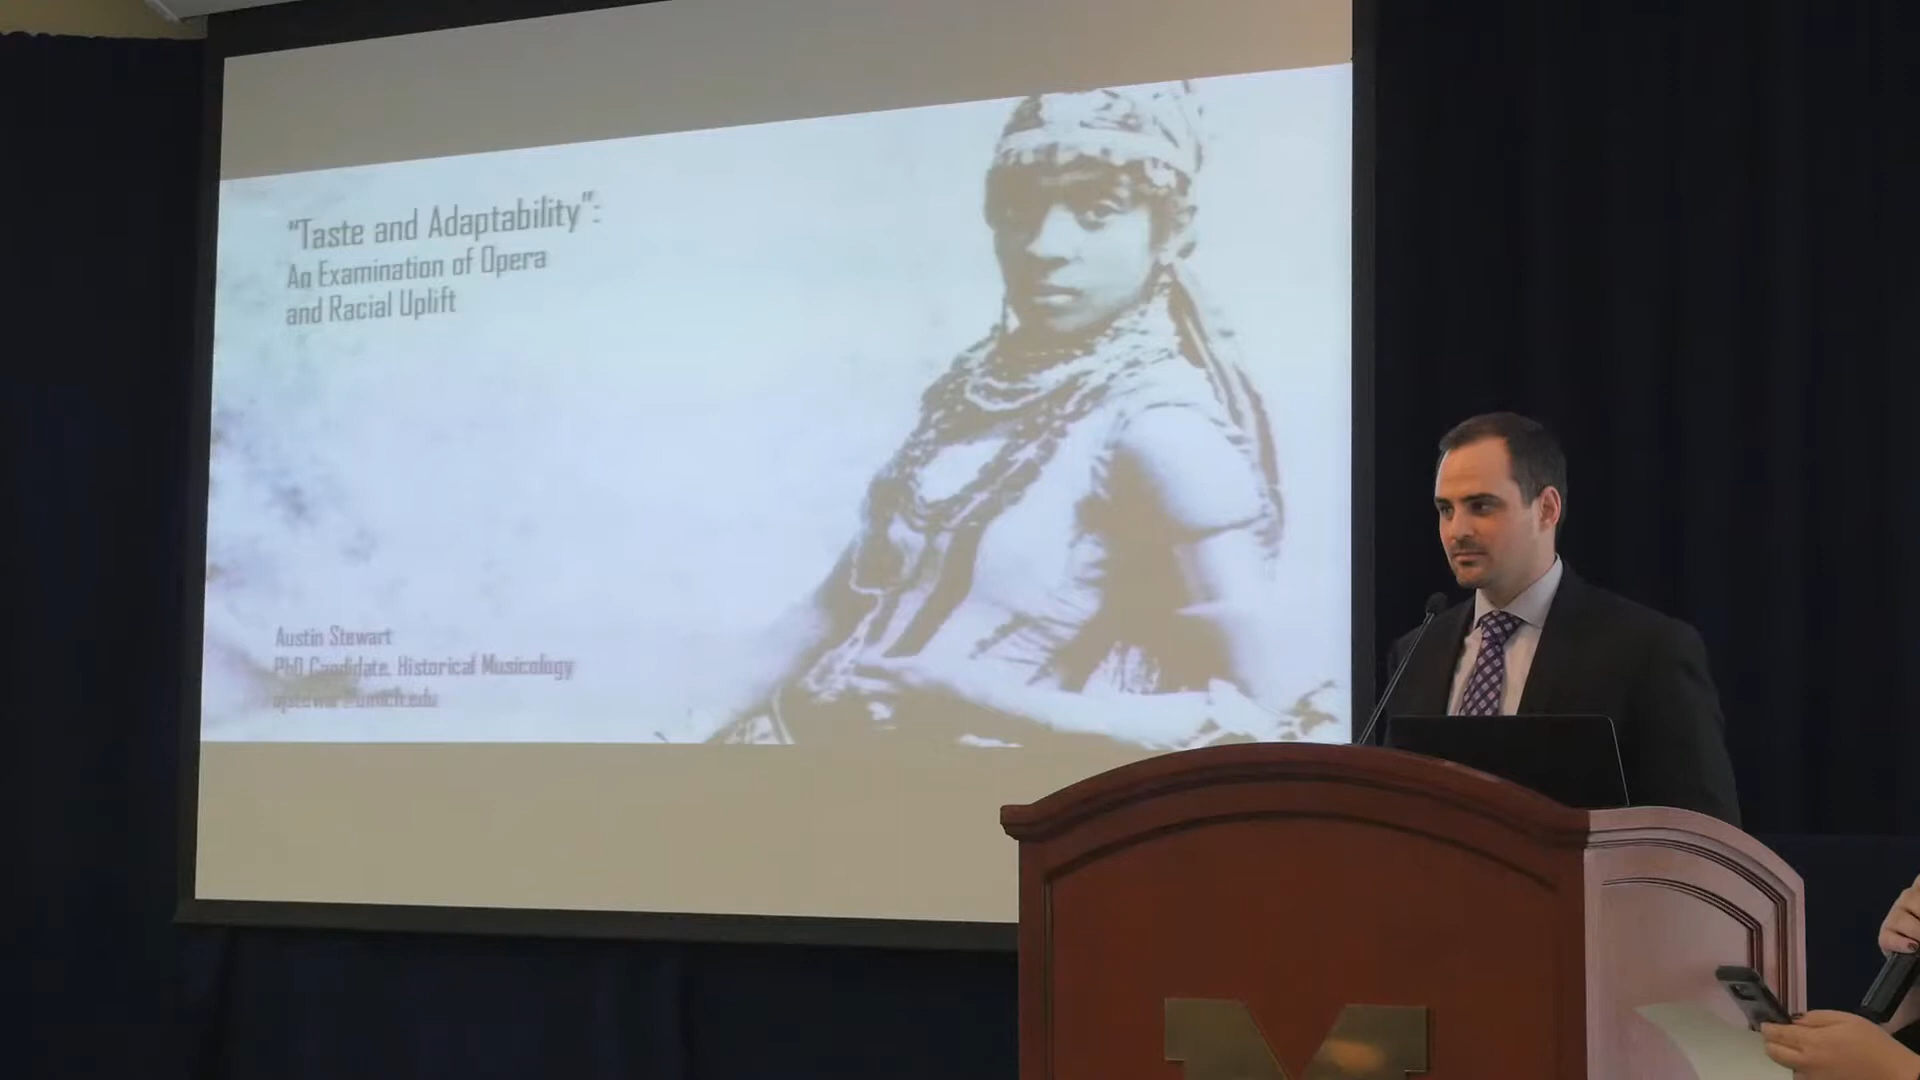 “Taste and Adaptability”:
An Examination of Opera
and Racial Uplift
Austin Stewart
PhD Candidate, Historical Musicology
M